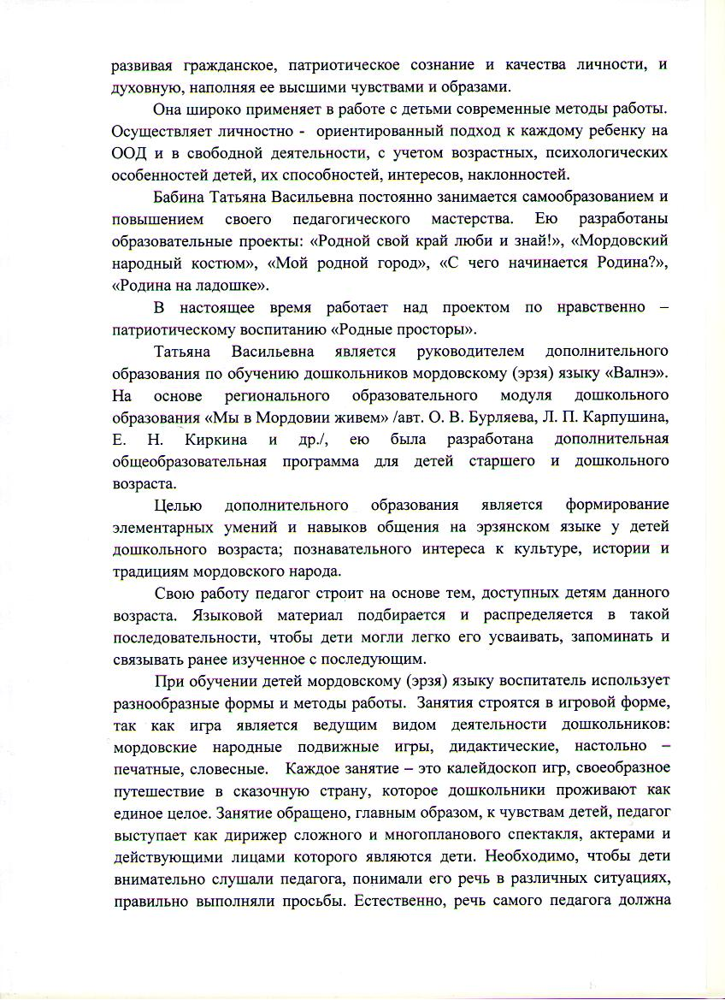 развивая гражданское, патриотическое сознание и качества личности, и
духовную, наполняя ее высшими чувствами и образами.
Она широко применяет в работе с детьми современные методы работы.
Осуществляет личностно - ориентированный подход к каждому ребенку на
ООД и в свободной деятельности, с учетом возрастных, психологических
особенностей детей, их способностей, интересов, наклонностей.
Бабина Татьяна Васильевна постоянно занимается самообразованием и
повышением своего педагогического мастерства. Ею разработаны
образовательные проекты: «Родной свой край люби и знай!», «Мордовский
народный костюм», «Мой родной город», «С чего начинается Родина?»,
«Родина на ладошке».
В настоящее время работает над проектом по нравственно –
патриотическому воспитанию «Родные просторы».
Татьяна Васильевна является руководителем дополнительного
образования по обучению дошкольников мордовскому (эрзя) языку «Валнэ».
На основе регионального образовательного модуля дошкольного
образования «Мы в Мордовии живем» /авт. О. В. Бурляева, Л. П. Карпушина,
Е. Н. Киркина и др./, ею была разработана дополнительная
общеобразовательная программа для детей старшего и дошкольного
возраста.
Целью дополнительного образования является формирование
элементарных умений и навыков общения на эрзянском языке у детей
дошкольного возраста; познавательного интереса к культуре, истории и
традициям мордовского народа.
Свою работу педагог строит на основе тем, доступных детям данного
возраста. Языковой материал подбирается и распределяется в такой
последовательности, чтобы дети могли легко его усваивать, запоминать и
связывать ранее изученное с последующим.
При обучении детей мордовскому (эрзя) языку воспитатель использует
разнообразные формы и методы работы. Занятия строятся в игровой форме,
так как игра является ведущим видом деятельности дошкольников:
мордовские народные подвижные игры, дидактические, настольно –
печатные, словесные. Каждое занятие – это калейдоскоп игр, своеобразное
путешествие в сказочную страну, которое дошкольники проживают как
единое целое. Занятие обращено, главным образом, к чувствам детей, педагог
выступает как дирижер сложного и многопланового спектакля, актерами и
действующими лицами которого являются дети. Необходимо, чтобы дети
внимательно слушали педагога, понимали его речь в различных ситуациях,
правильно выполняли просьбы. Естественно, речь самого педагога должна